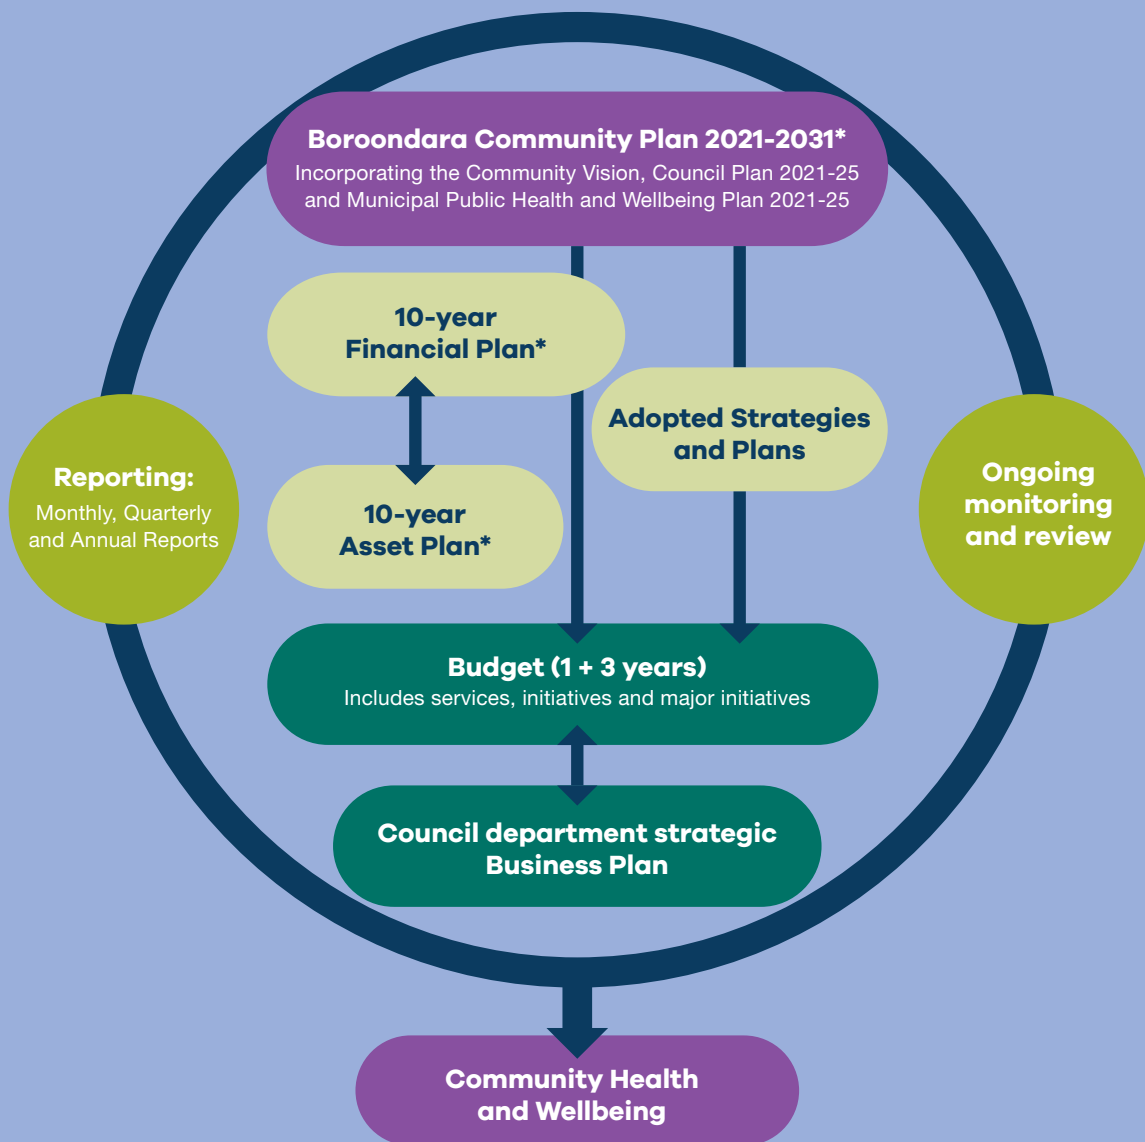 Boroondara Community Plan 2021-2031*
Incorporating the Community Vision, Council Plan 2021-25
and Municipal Public Health and Wellbeing Plan 2021-25
10-year
Financial Plan*
Adopted Strategies
and Plans
Reporting:
Monthly, Quarterly
and Annual Reports
10-year
Asset Plan*
Ongoing
monitoring
and review
Budget (1 + 3 years)
Includes services, initiatives and major initiatives
Council department strategic
Business Plan
Community Health
and Wellbeing